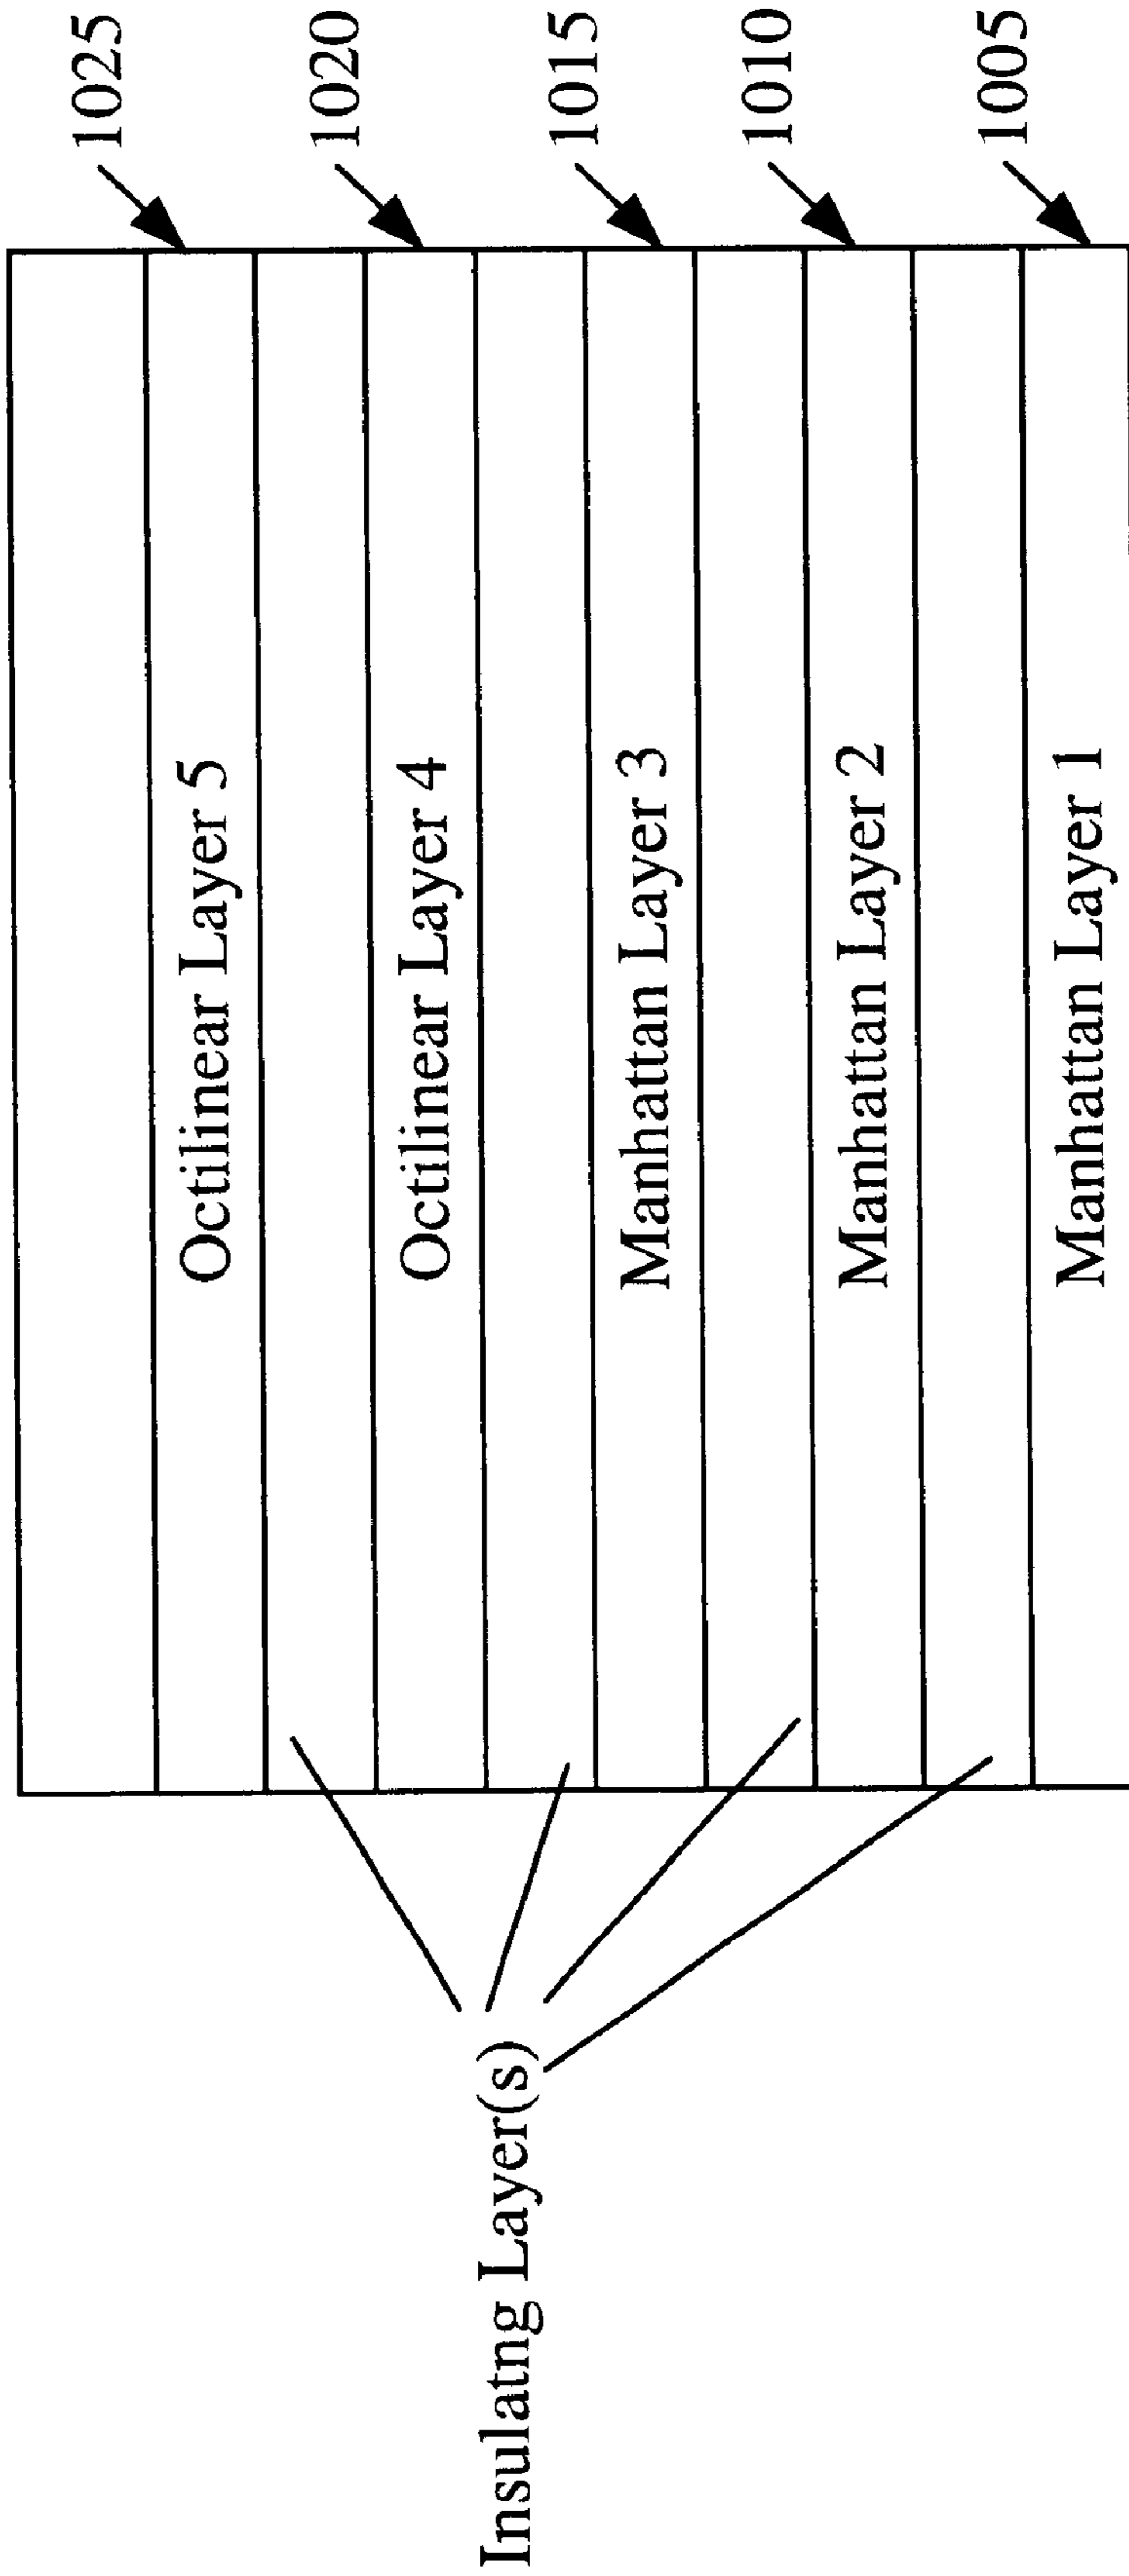 Octilinear Layer 5
1025
Octilinear Layer 4
1020
Insulatng Layer(s)
Manhattan Layer 3
1015
Manhattan Layer 2
1010
Manhattan Layer 1
1005